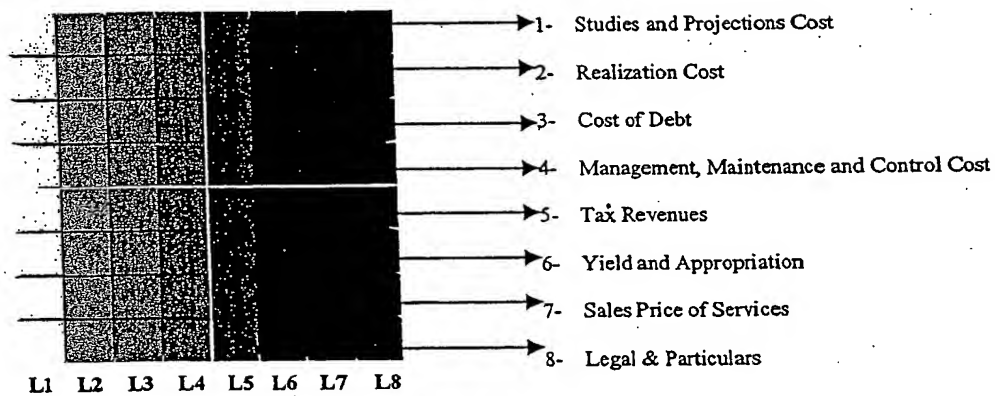 1- Studies and Projections Cost
2- Realization Cost
3- Cost of Debt
4- Management, Maintenance and Control Cost
5- Tax Revenues
6- Yield and Appropriation
7- Sales Price of Services
8- Legal & Particulars
L1 L2 L3 L4 L5 L6 L7 L8